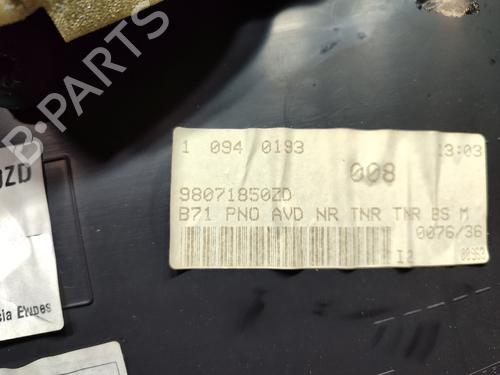 1 094 0193 13:03
008
98071850ZD
B71 PNO AVD NR TNR TNR BS M
0076/36
I2 00969
ZD
B-Parts